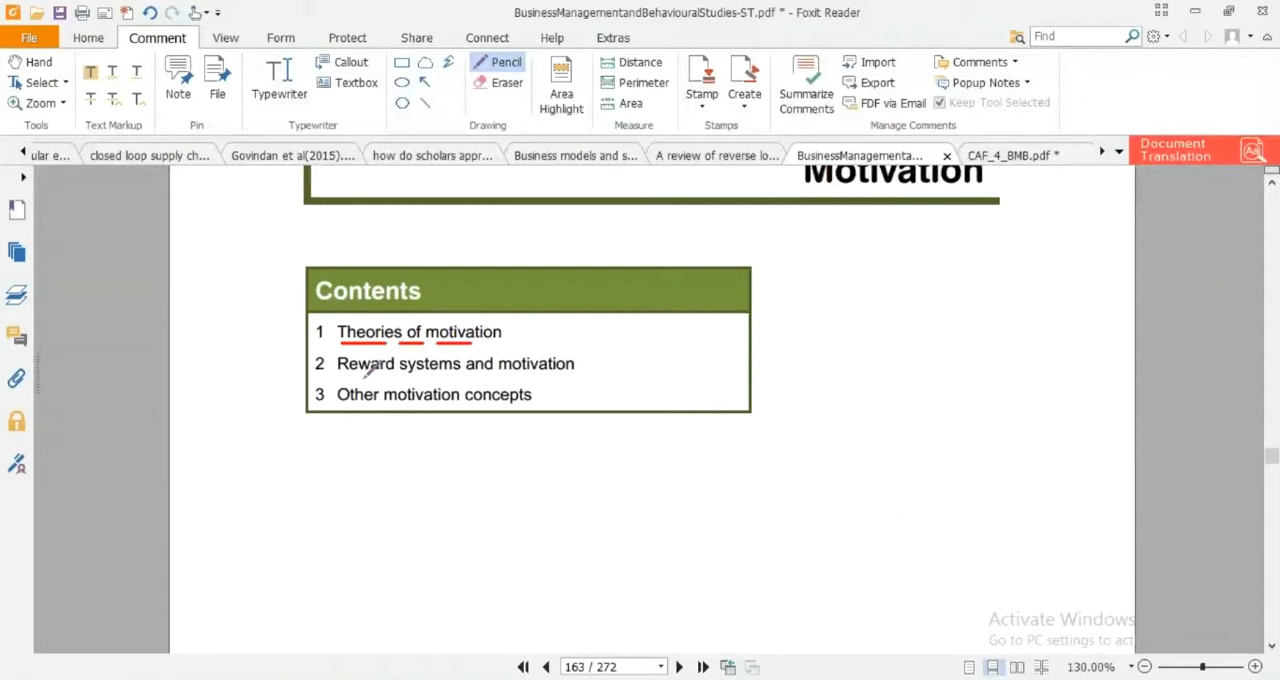 BusinessManagementandBehaviouralStudies-ST.pdf * - Foxit Reader
File Home Comment View Form Protect Share Connect Help Extras Find
Hand Select Zoom Tools
T T T T T T Text Markup
Note File Pin
Typewriter Callout Textbox Typewriter
Pencil Eraser Drawing
Area Highlight
Distance Perimeter Area Measure
Stamp Create Stamps
Summarize Comments Import Export FDF via Email Comments Popup Notes Keep Tool Selected Manage Comments
ular e... closed loop supply ch... Govindan et al(2015).... how do scholars appr... Business models and s... A review of reverse lo... BusinessManagementa... CAF_4_BMB.pdf * Document Translation
Motivation
Contents
1 Theories of motivation
2 Reward systems and motivation
3 Other motivation concepts
Activate Windows
Go to PC settings to act
163 / 272 130.00%